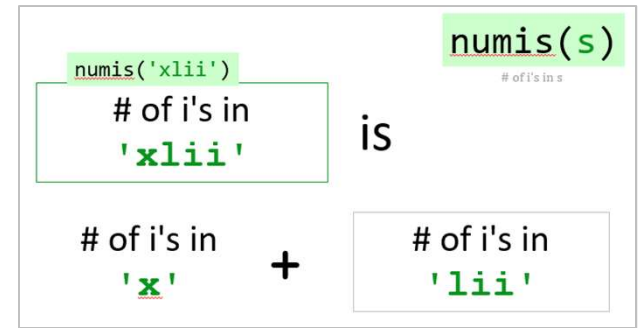 numis(s)
# of i's in s
numis('xlii')
# of i's in
'xlii'
is
# of i's in
'x'
+
# of i's in
'lii'